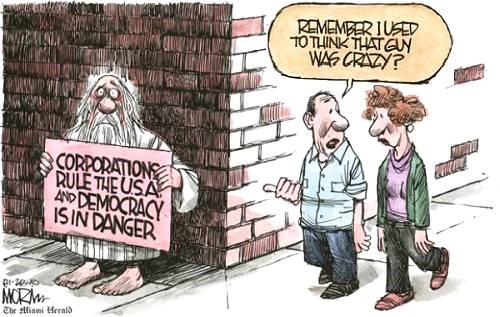 REMEMBER I USED
TO THINK THAT GUY
WAS CRAZY?
CORPORATIONS
RULE THE USA
AND DEMOCRACY
IS IN DANGER
MORIN
The Miami Herald